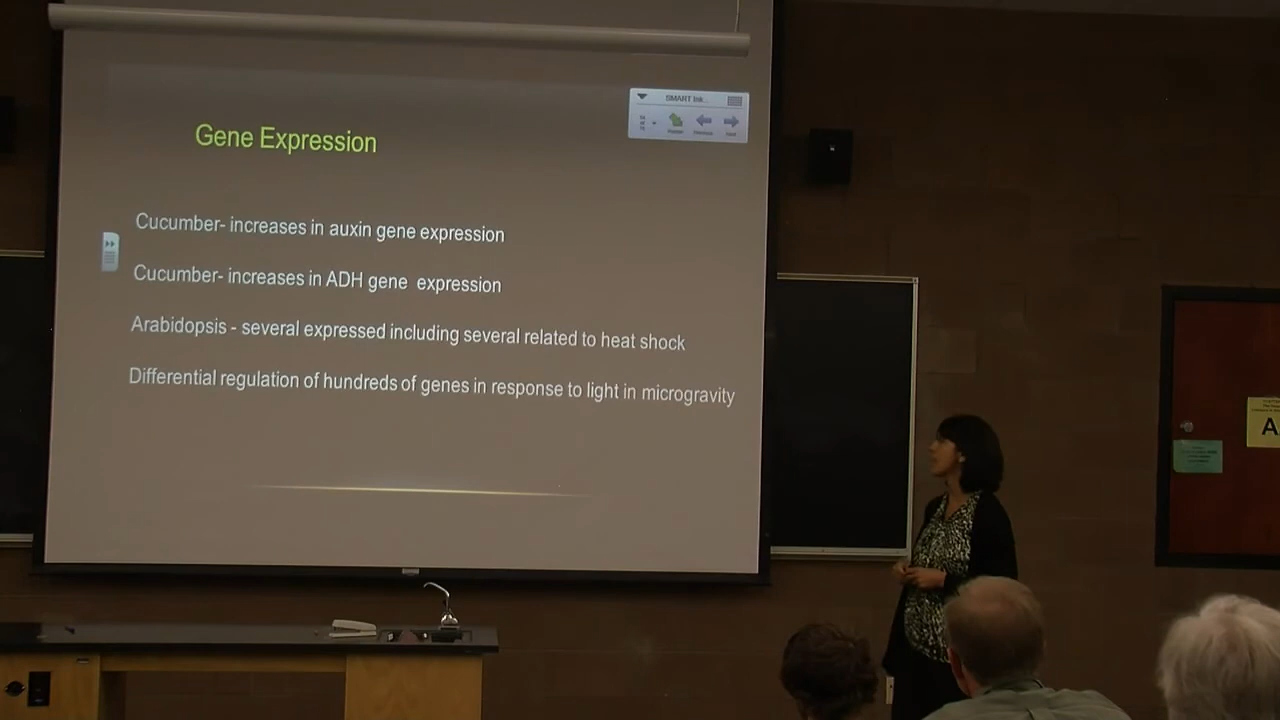 SMART Ink..
Gene Expression
Cucumber- increases in auxin gene expression
Cucumber- increases in ADH gene expression
Arabidopsis - several expressed including several related to heat shock
Differential regulation of hundreds of genes in response to light in microgravity
A